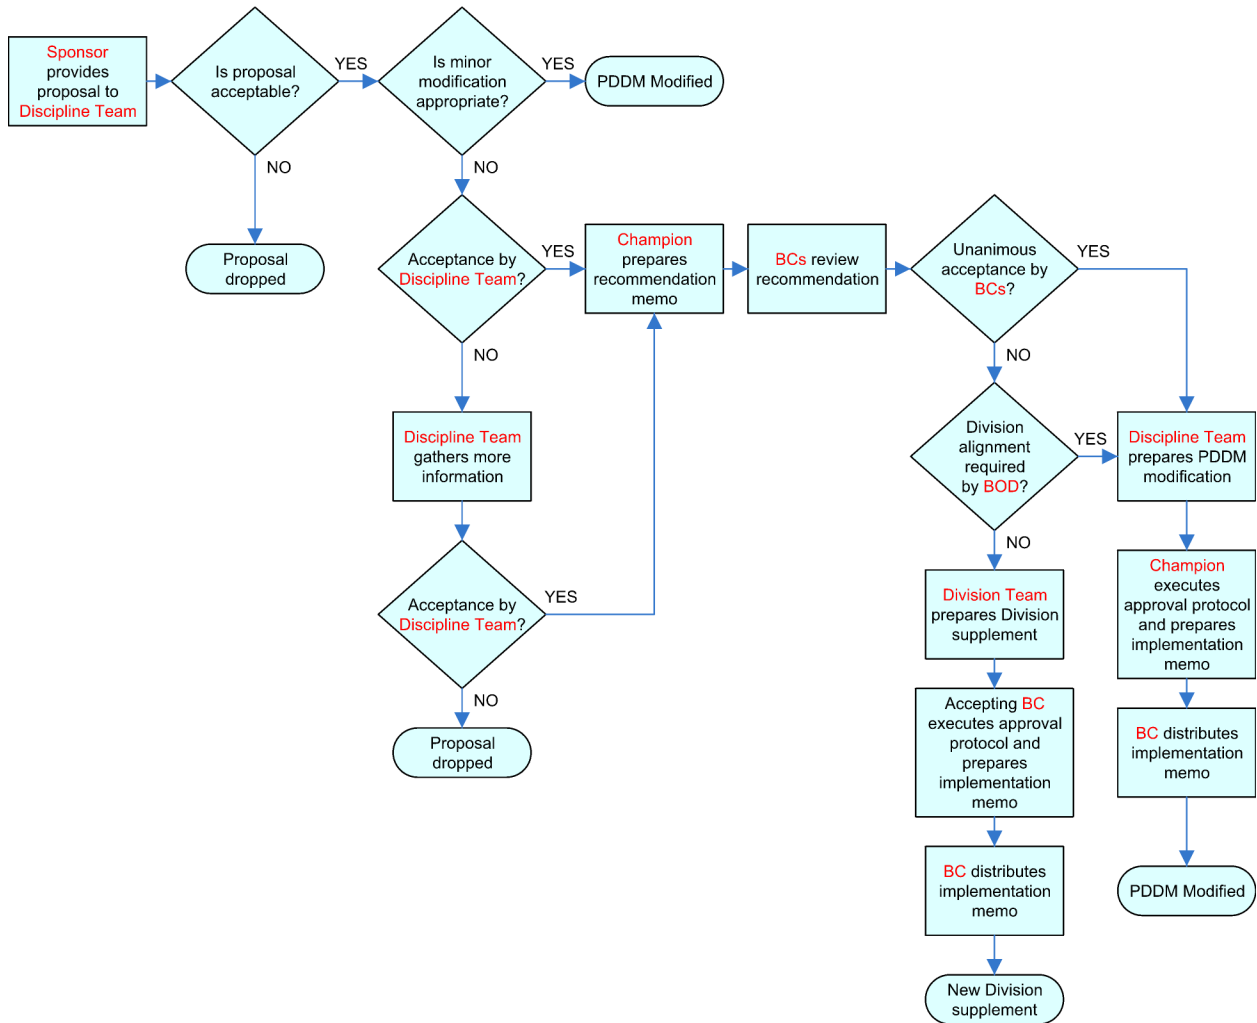 Sponsor
provides
proposal to
Discipline Team
Is proposal
acceptable?
YES
NO
Proposal
dropped
Is minor
modification
appropriate?
YES
NO
PDDM Modified
Acceptance by
Discipline Team?
YES
NO
Champion
prepares
recommendation
memo
BCs review
recommendation
Unanimous
acceptance by
BCs?
YES
NO
Discipline Team
gathers more
information
Acceptance by
Discipline Team?
YES
NO
Proposal
dropped
Division
alignment
required
by BOD?
YES
NO
Discipline Team
prepares PDDM
modification
Champion
executes
approval protocol
and prepares
implementation
memo
BC distributes
implementation
memo
PDDM Modified
Division Team
prepares Division
supplement
Accepting BC
executes approval
protocol and
prepares
implementation
memo
BC distributes
implementation
memo
New Division
supplement